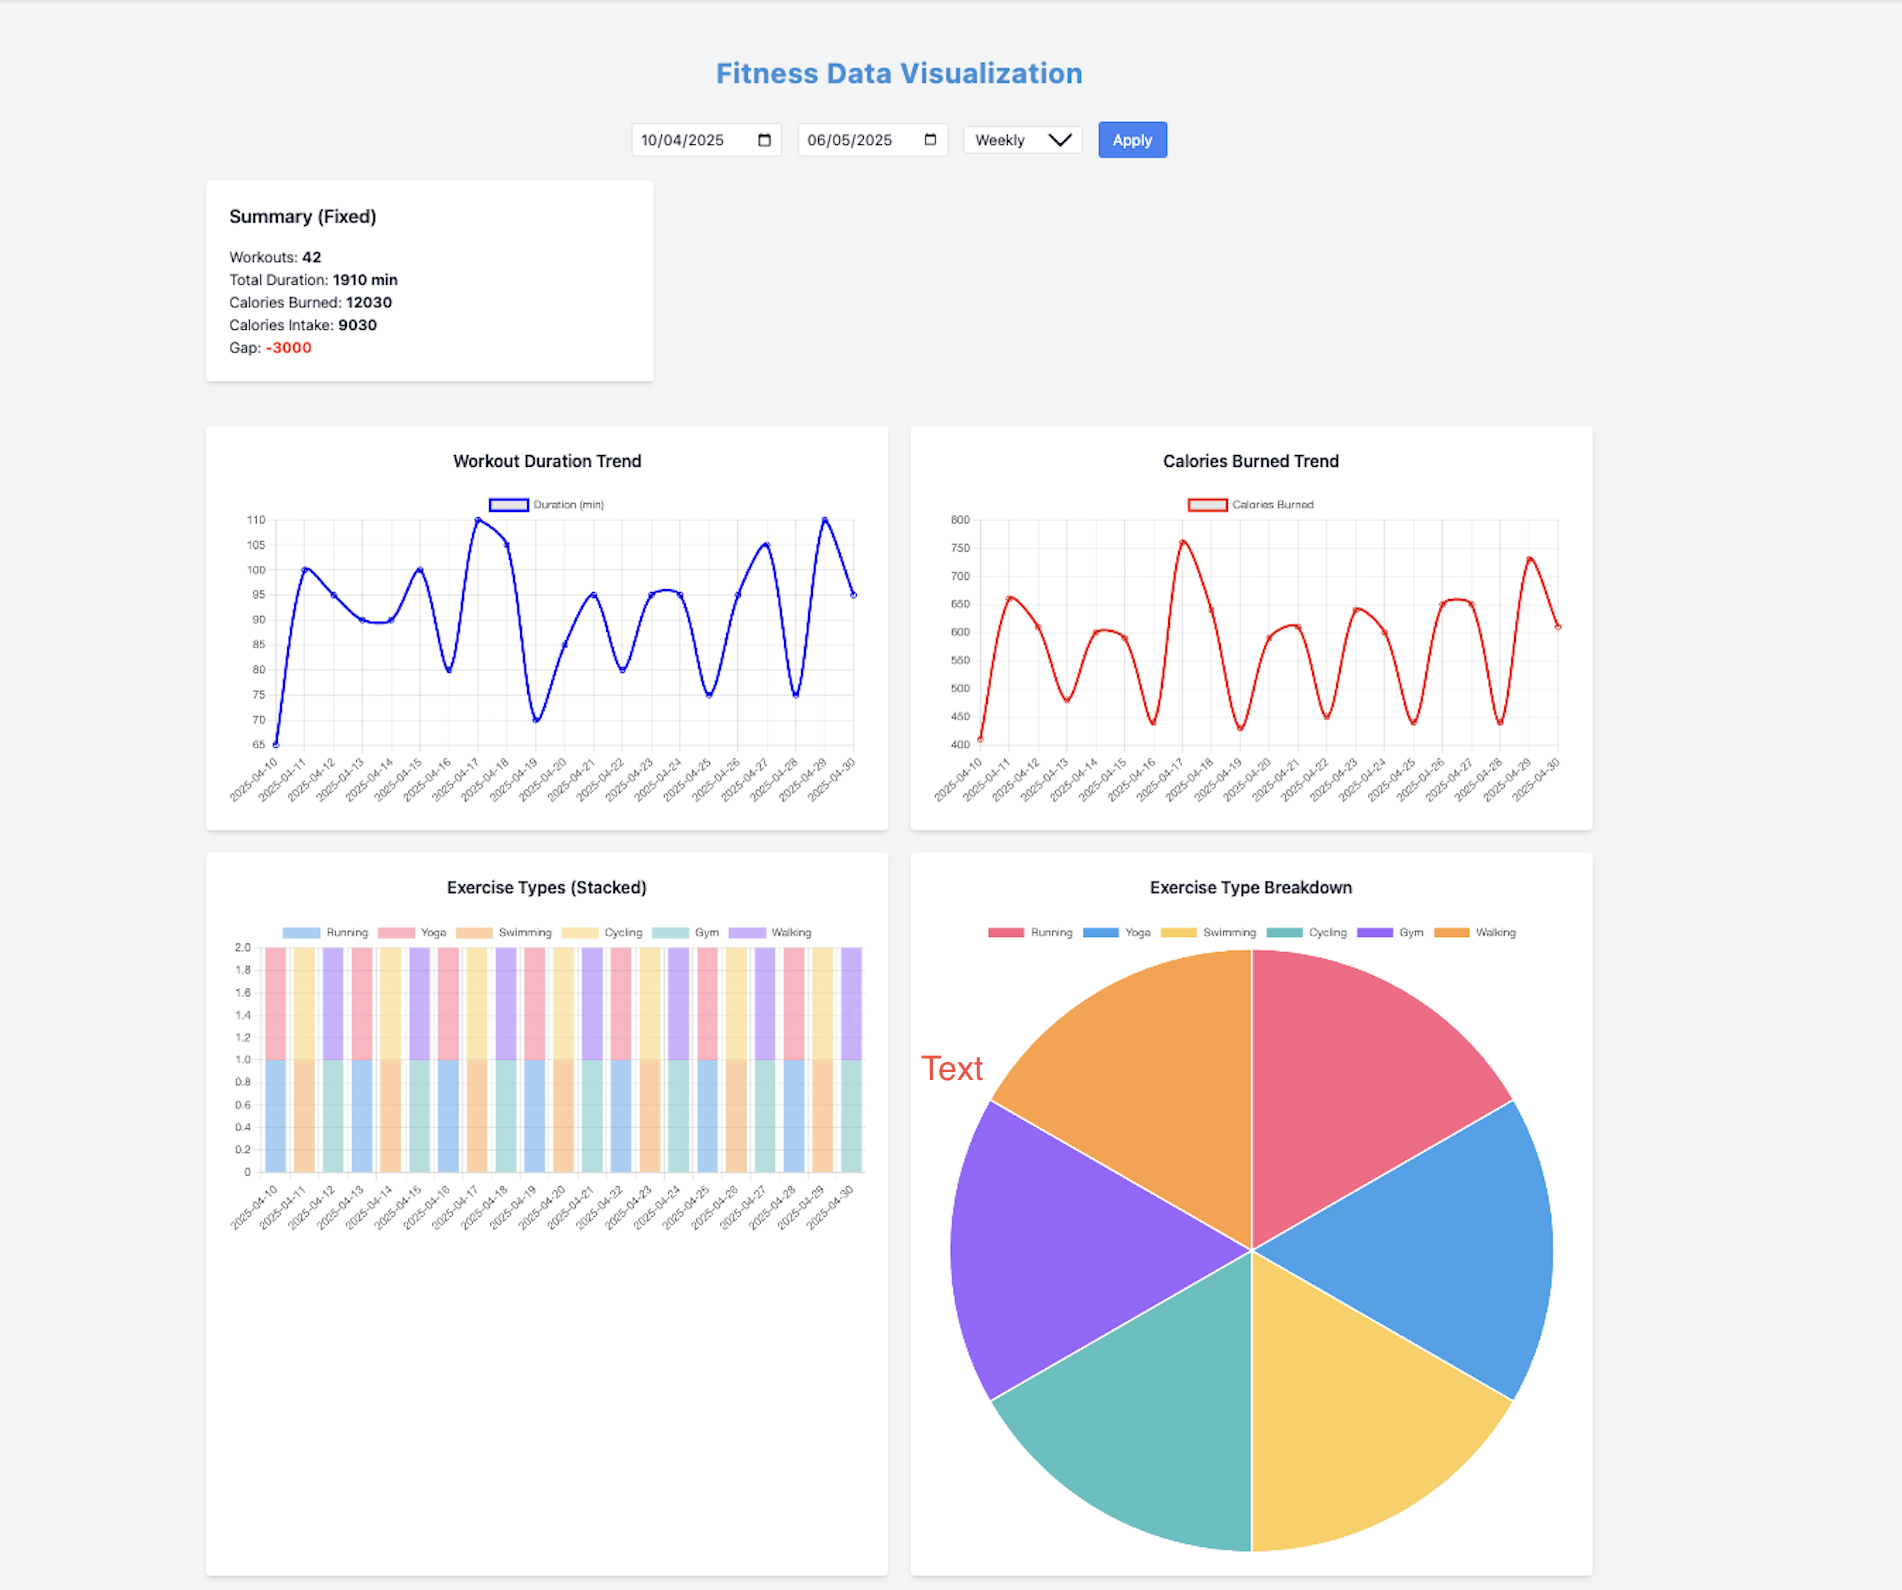 Fitness Data Visualization
10/04/2025 06/05/2025 Weekly Apply
Summary (Fixed)
Workouts: 42
Total Duration: 1910 min
Calories Burned: 12030
Calories Intake: 9030
Gap: -3000
Workout Duration Trend
Duration (min)
110
105
100
95
90
85
80
75
70
65
2025-04-10 2025-04-11 2025-04-12 2025-04-13 2025-04-14 2025-04-15 2025-04-16 2025-04-17 2025-04-18 2025-04-19 2025-04-20 2025-04-21 2025-04-22 2025-04-23 2025-04-24 2025-04-25 2025-04-26 2025-04-27 2025-04-28 2025-04-29 2025-04-30
Calories Burned Trend
Calories Burned
800
750
700
650
600
550
500
450
400
2025-04-10 2025-04-11 2025-04-12 2025-04-13 2025-04-14 2025-04-15 2025-04-16 2025-04-17 2025-04-18 2025-04-19 2025-04-20 2025-04-21 2025-04-22 2025-04-23 2025-04-24 2025-04-25 2025-04-26 2025-04-27 2025-04-28 2025-04-29 2025-04-30
Exercise Types (Stacked)
Running Yoga Swimming Cycling Gym Walking
2.0
1.8
1.6
1.4
1.2
1.0
0.8
0.6
0.4
0.2
0
2025-04-10 2025-04-11 2025-04-12 2025-04-13 2025-04-14 2025-04-15 2025-04-16 2025-04-17 2025-04-18 2025-04-19 2025-04-20 2025-04-21 2025-04-22 2025-04-23 2025-04-24 2025-04-25 2025-04-26 2025-04-27 2025-04-28 2025-04-29 2025-04-30
Exercise Type Breakdown
Running Yoga Swimming Cycling Gym Walking
Text